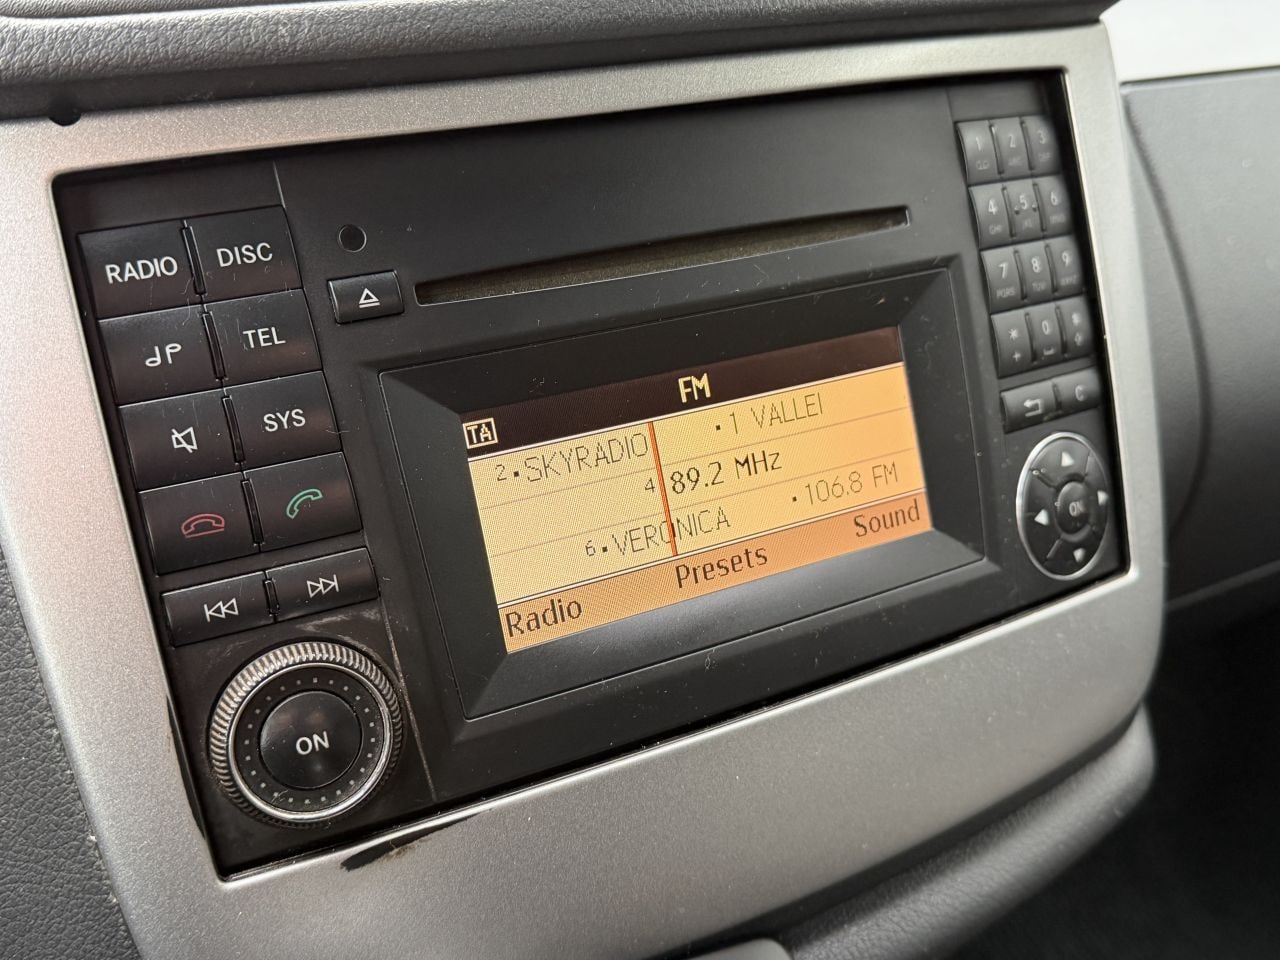 RADIO
DISC
TEL
SYS
ON
FM
TA
1 VALLEI
2 SKYRADIO
4 89.2 MHz
6 VERONICA
106.8 FM
Radio
Presets
Sound
1
2
3
4
5
6
7
8
9
*
0
#
+
C
ON